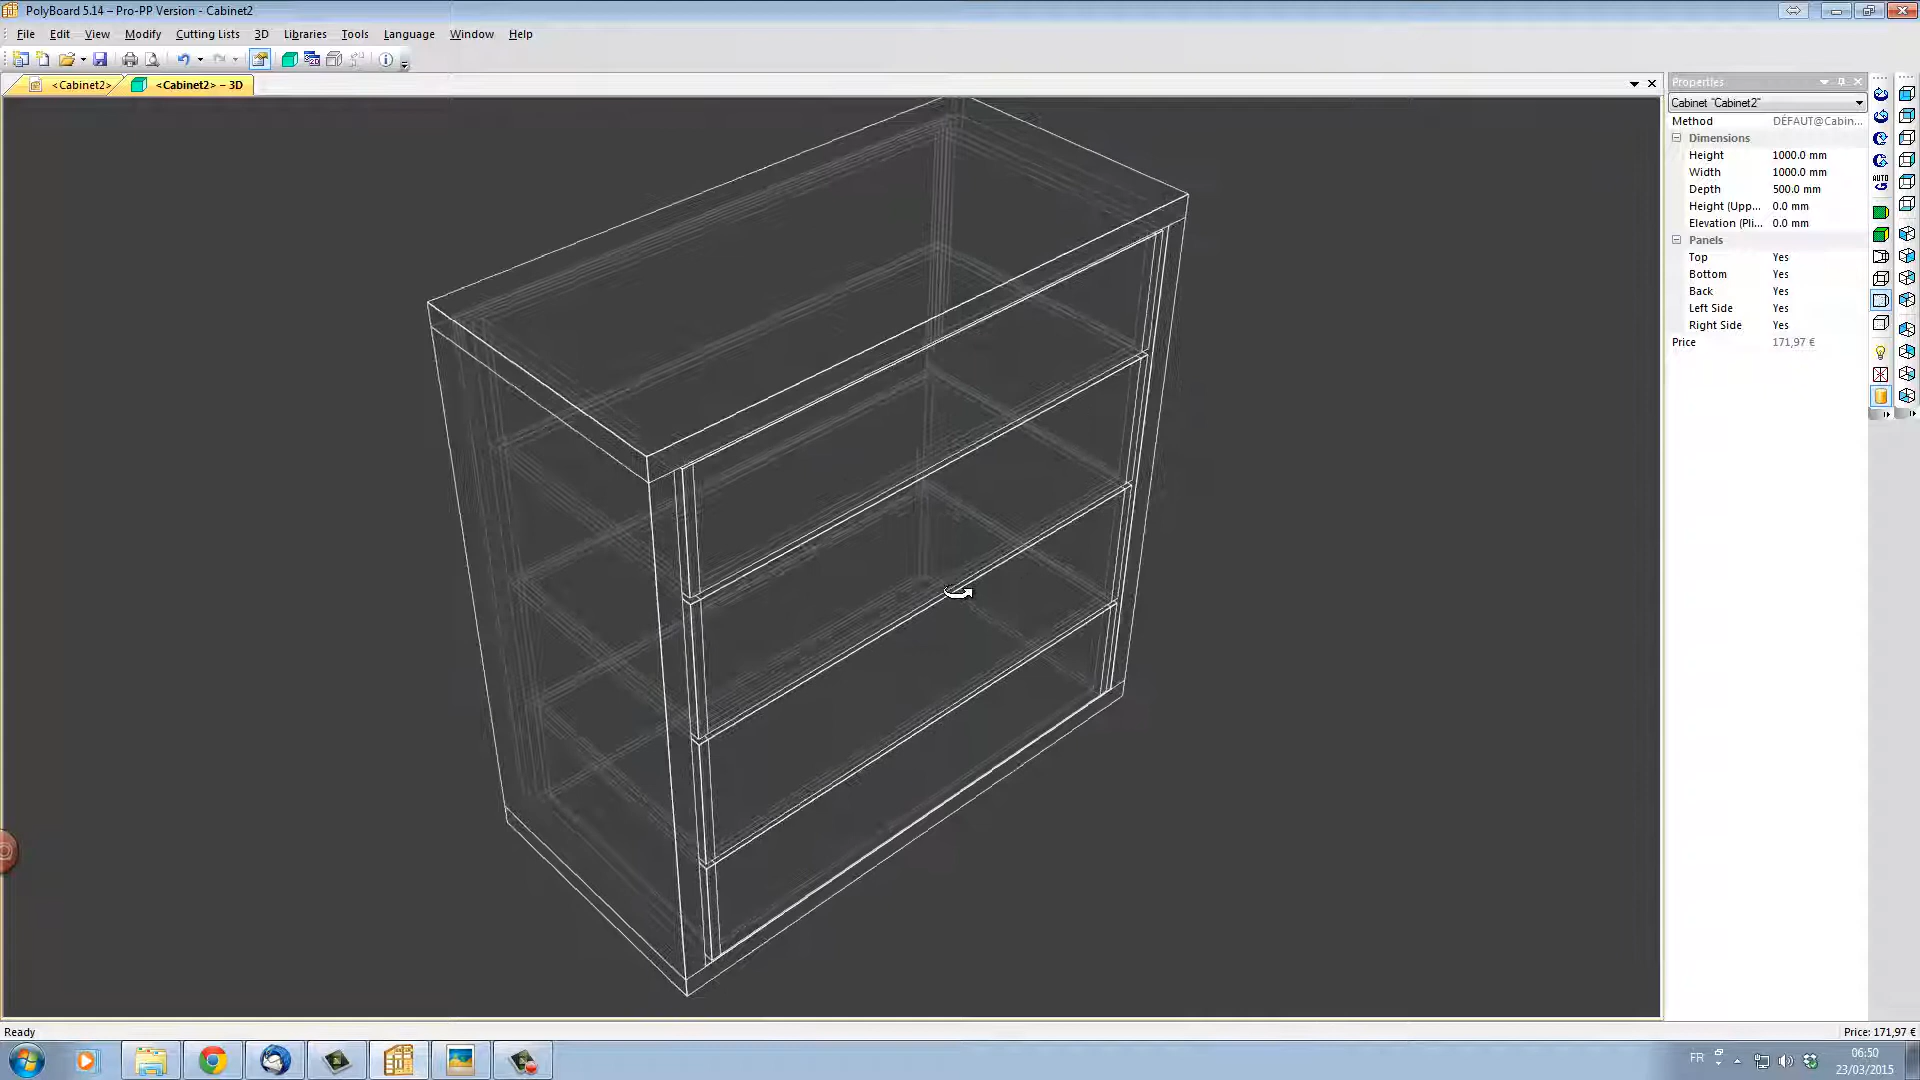 PolyBoard 5.14 – Pro-PP Version - Cabinet2
File Edit View Modify Cutting Lists 3D Libraries Tools Language Window Help
<Cabinet2> <Cabinet2> – 3D
Properties
Cabinet "Cabinet2"
Method DÉFAUT@Cabin...
Dimensions
Height 1000.0 mm
Width 1000.0 mm
Depth 500.0 mm
Height (Upp... 0.0 mm
Elevation (Pli... 0.0 mm
Panels
Top Yes
Bottom Yes
Back Yes
Left Side Yes
Right Side Yes
Price 171,97 €
AUTO
Ready
Price: 171,97 €
FR
06:50
23/03/2015